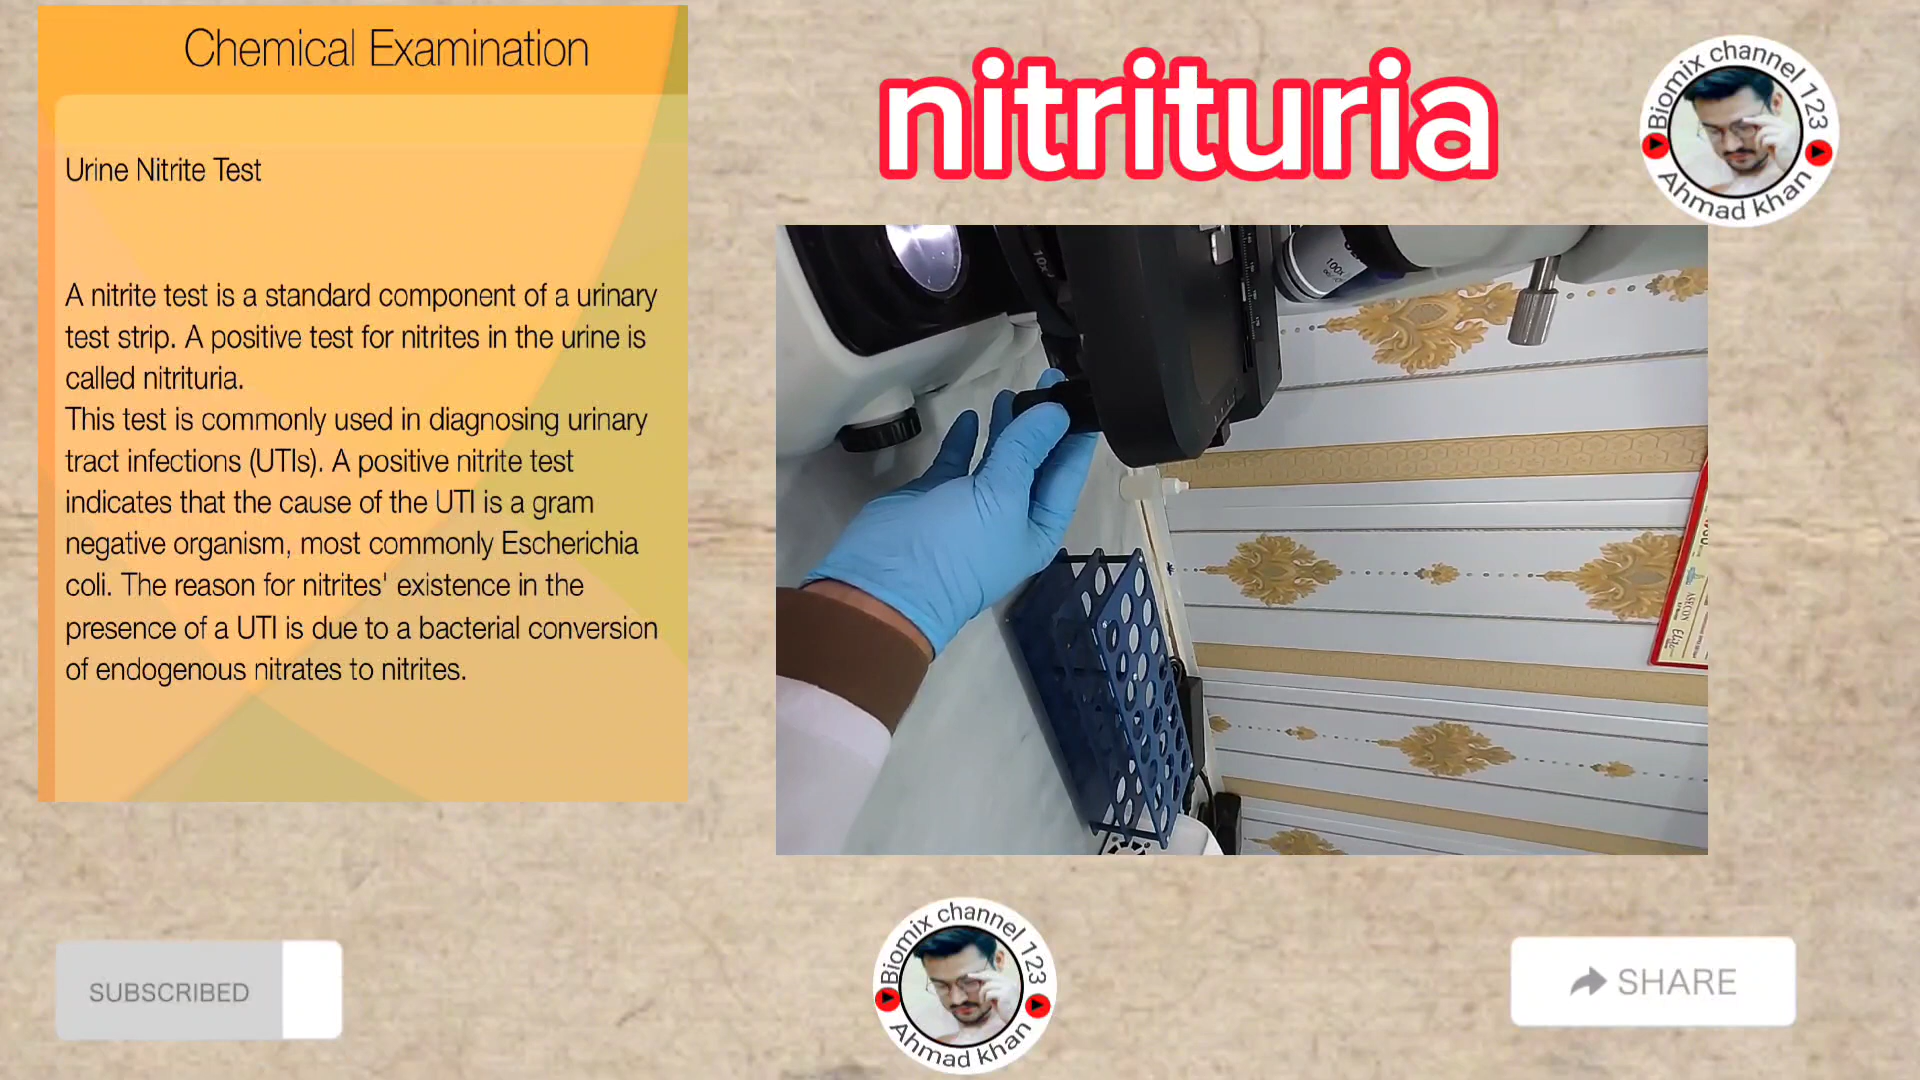 Chemical Examination
Urine Nitrite Test
A nitrite test is a standard component of a urinary
test strip. A positive test for nitrites in the urine is
called nitrituria.
This test is commonly used in diagnosing urinary
tract infections (UTIs). A positive nitrite test
indicates that the cause of the UTI is a gram
negative organism, most commonly Escherichia
coli. The reason for nitrites' existence in the
presence of a UTI is due to a bacterial conversion
of endogenous nitrates to nitrites.
nitrituria
Biomix channel 123
Ahmad khan
10x
100x
ASECON
SUBSCRIBED
Biomix channel 123
Ahmad khan
SHARE